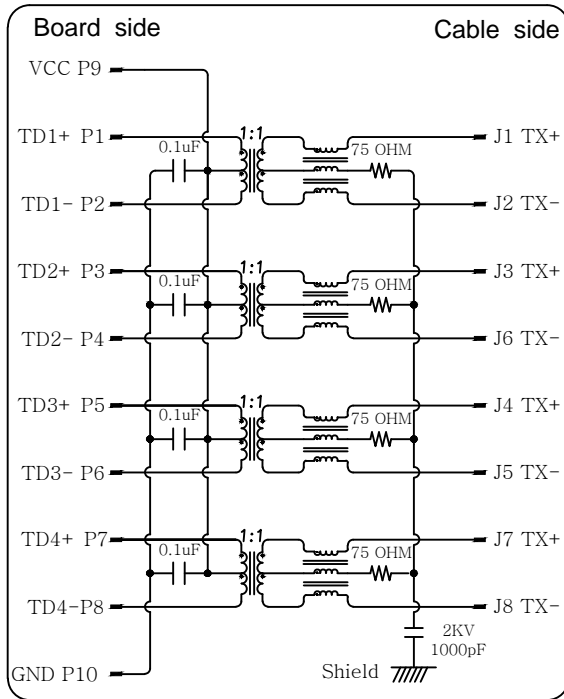 Board side
Cable side
VCC P9
TD1+ P1
0.1uF
1:1
75 OHM
J1 TX+
TD1- P2
J2 TX-
TD2+ P3
0.1uF
1:1
75 OHM
J3 TX+
TD2- P4
J6 TX-
TD3+ P5
0.1uF
1:1
75 OHM
J4 TX+
TD3- P6
J5 TX-
TD4+ P7
0.1uF
1:1
75 OHM
J7 TX+
TD4-P8
J8 TX-
2KV
1000pF
GND P10
Shield